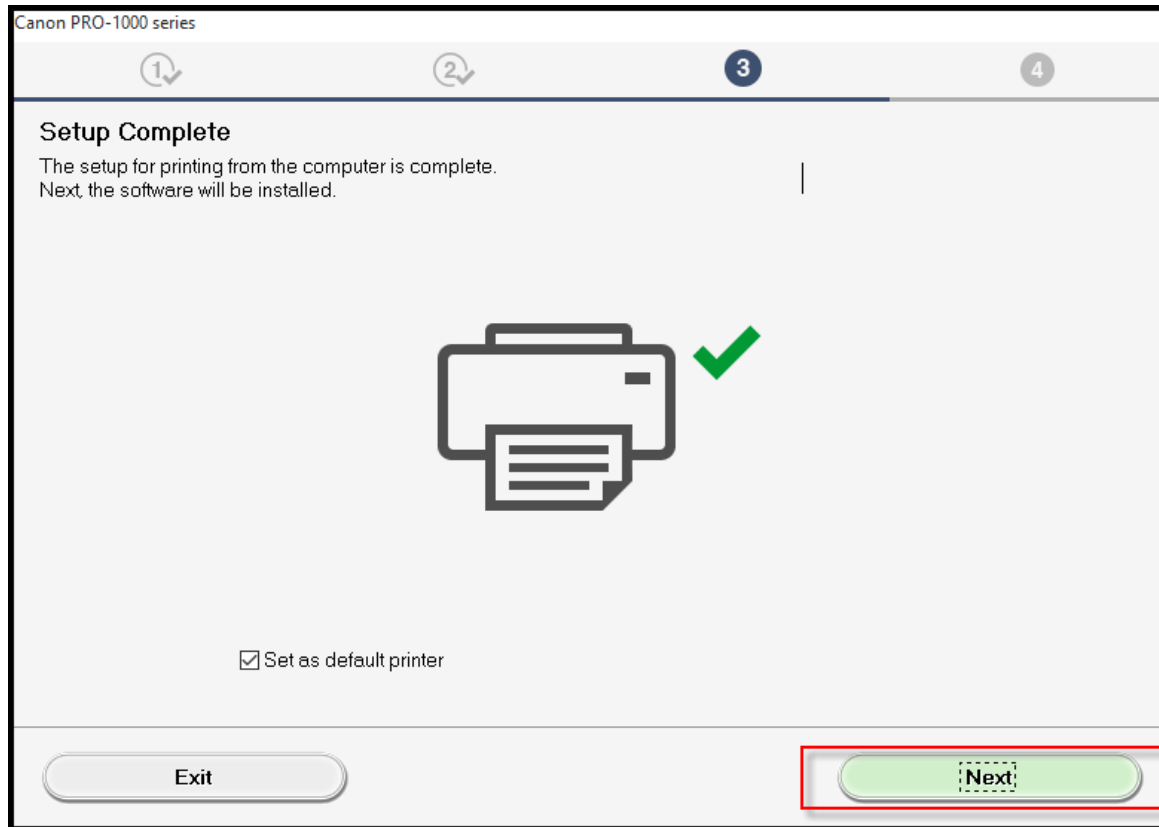 Canon PRO-1000 series
1 2 3 4
Setup Complete
The setup for printing from the computer is complete.
Next, the software will be installed.
Set as default printer
Exit Next